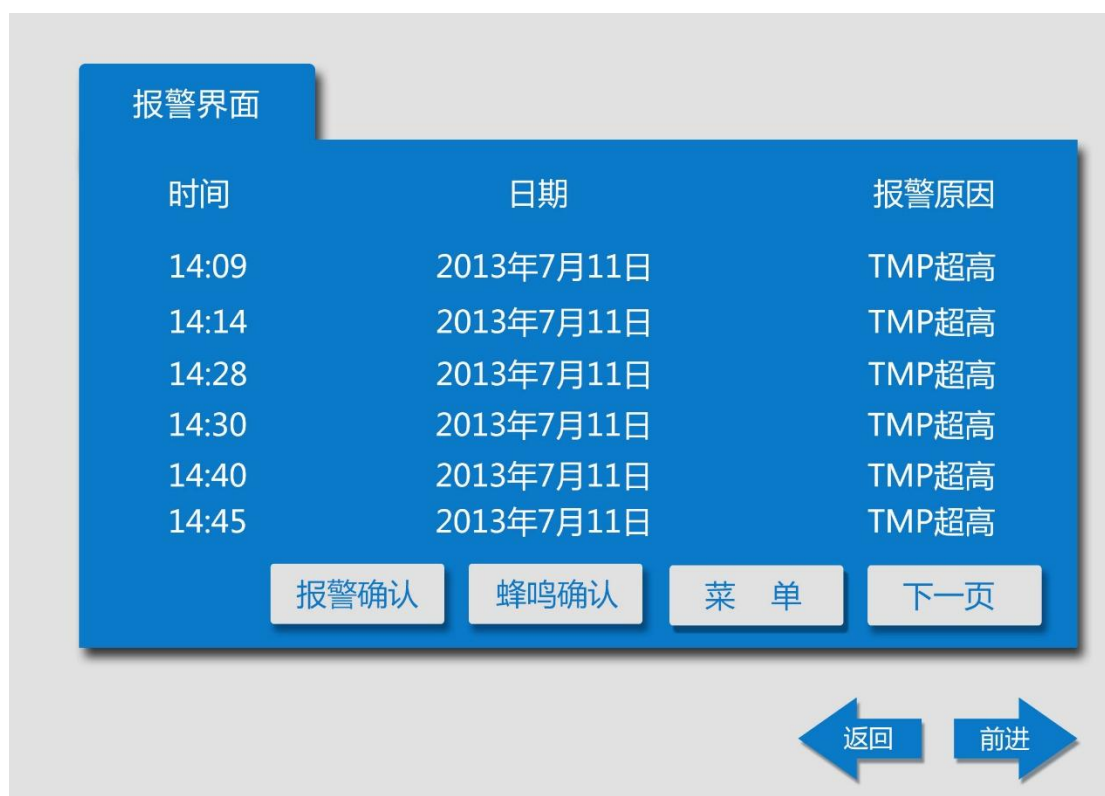 报警界面
时间 日期 报警原因
14:09 2013年7月11日 TMP超高
14:14 2013年7月11日 TMP超高
14:28 2013年7月11日 TMP超高
14:30 2013年7月11日 TMP超高
14:40 2013年7月11日 TMP超高
14:45 2013年7月11日 TMP超高
报警确认 蜂鸣确认 菜 单 下一页
返回 前进